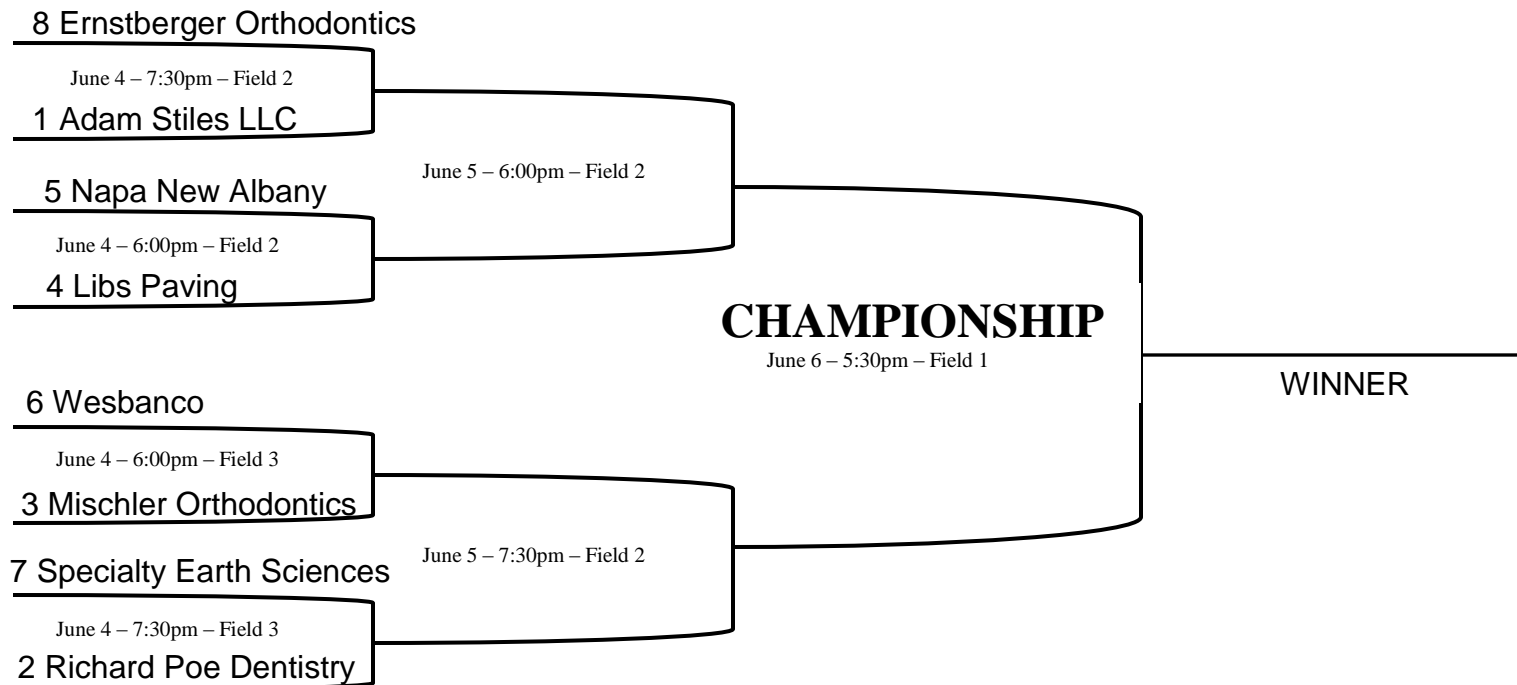 8 Ernstberger Orthodontics
June 4 – 7:30pm – Field 2
1 Adam Stiles LLC
June 5 – 6:00pm – Field 2
5 Napa New Albany
June 4 – 6:00pm – Field 2
4 Libs Paving
CHAMPIONSHIP
June 6 – 5:30pm – Field 1
WINNER
6 Wesbanco
June 4 – 6:00pm – Field 3
3 Mischler Orthodontics
June 5 – 7:30pm – Field 2
7 Specialty Earth Sciences
June 4 – 7:30pm – Field 3
2 Richard Poe Dentistry